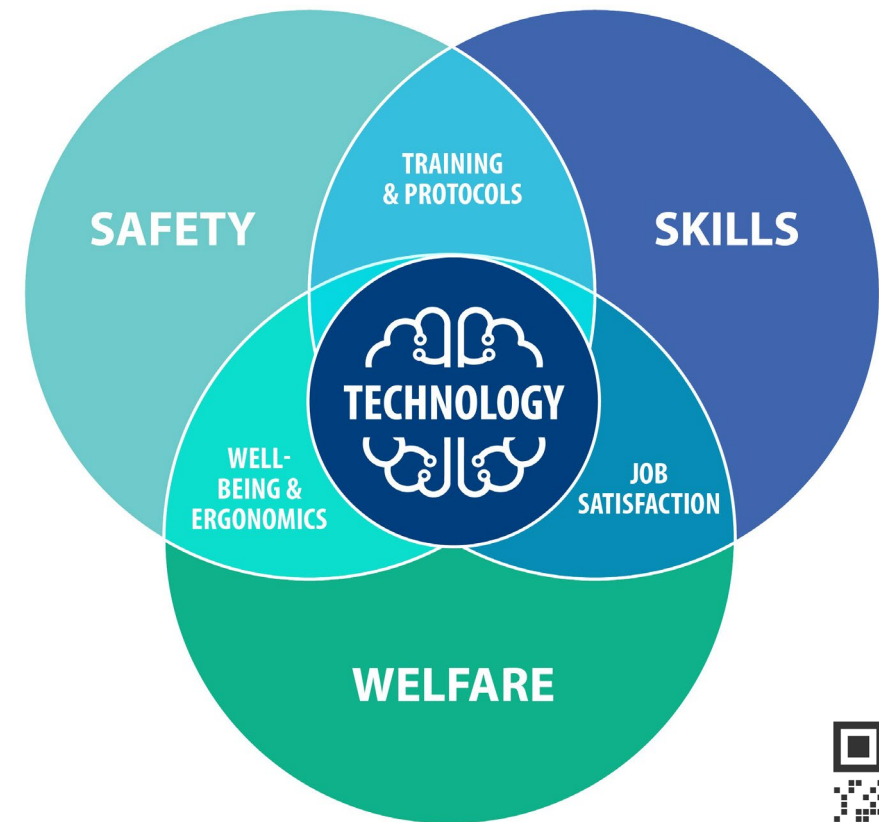 TRAINING
& PROTOCOLS
SAFETY
SKILLS
TECHNOLOGY
WELL-
BEING &
ERGONOMICS
JOB
SATISFACTION
WELFARE